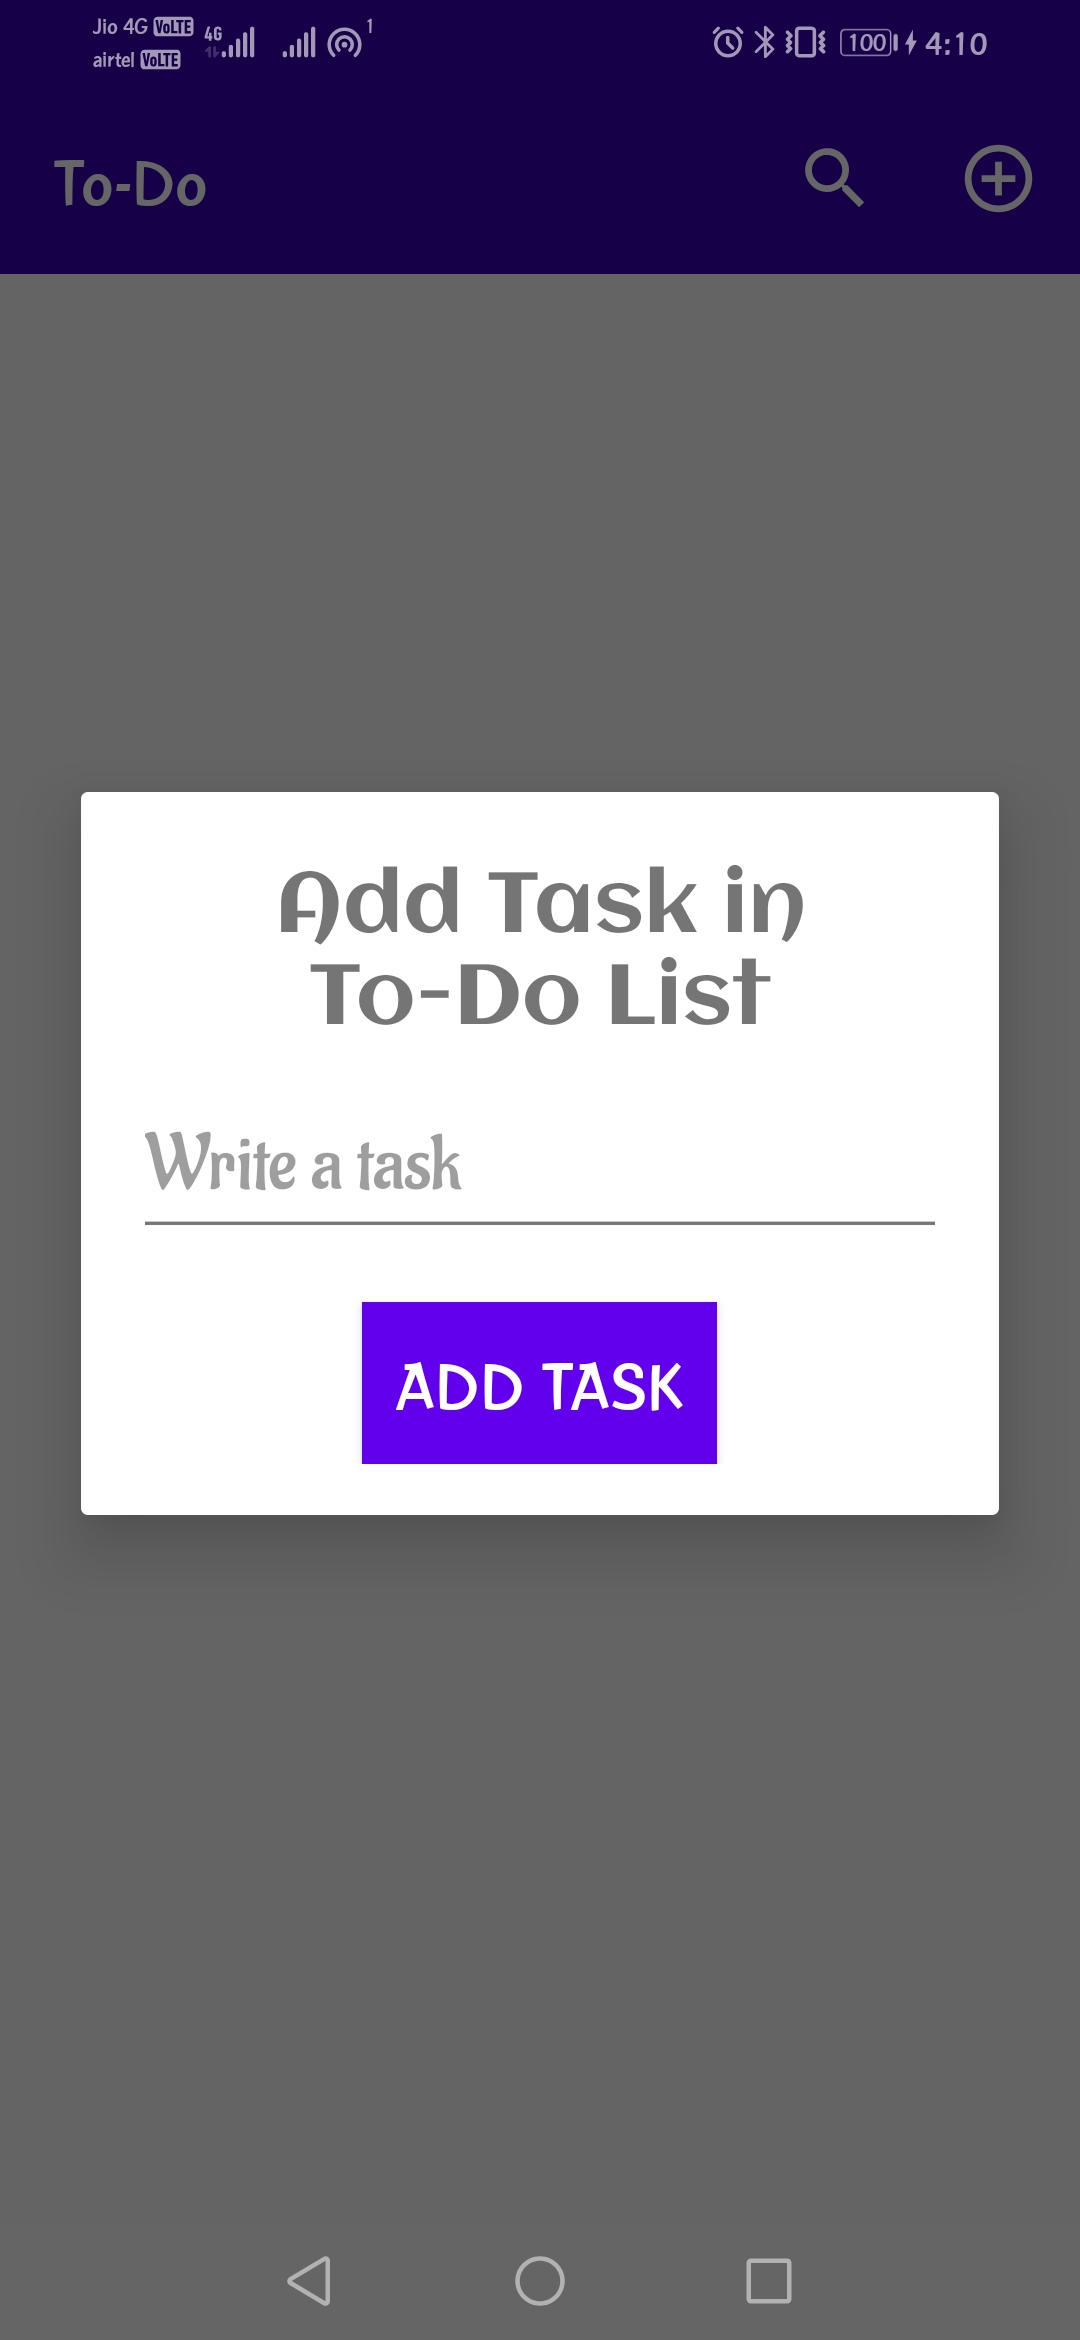 Jio 4G VoLTE 4G 1 100 4:10
airtel VoLTE
To-Do
Add Task in
To-Do List
Write a task
ADD TASK